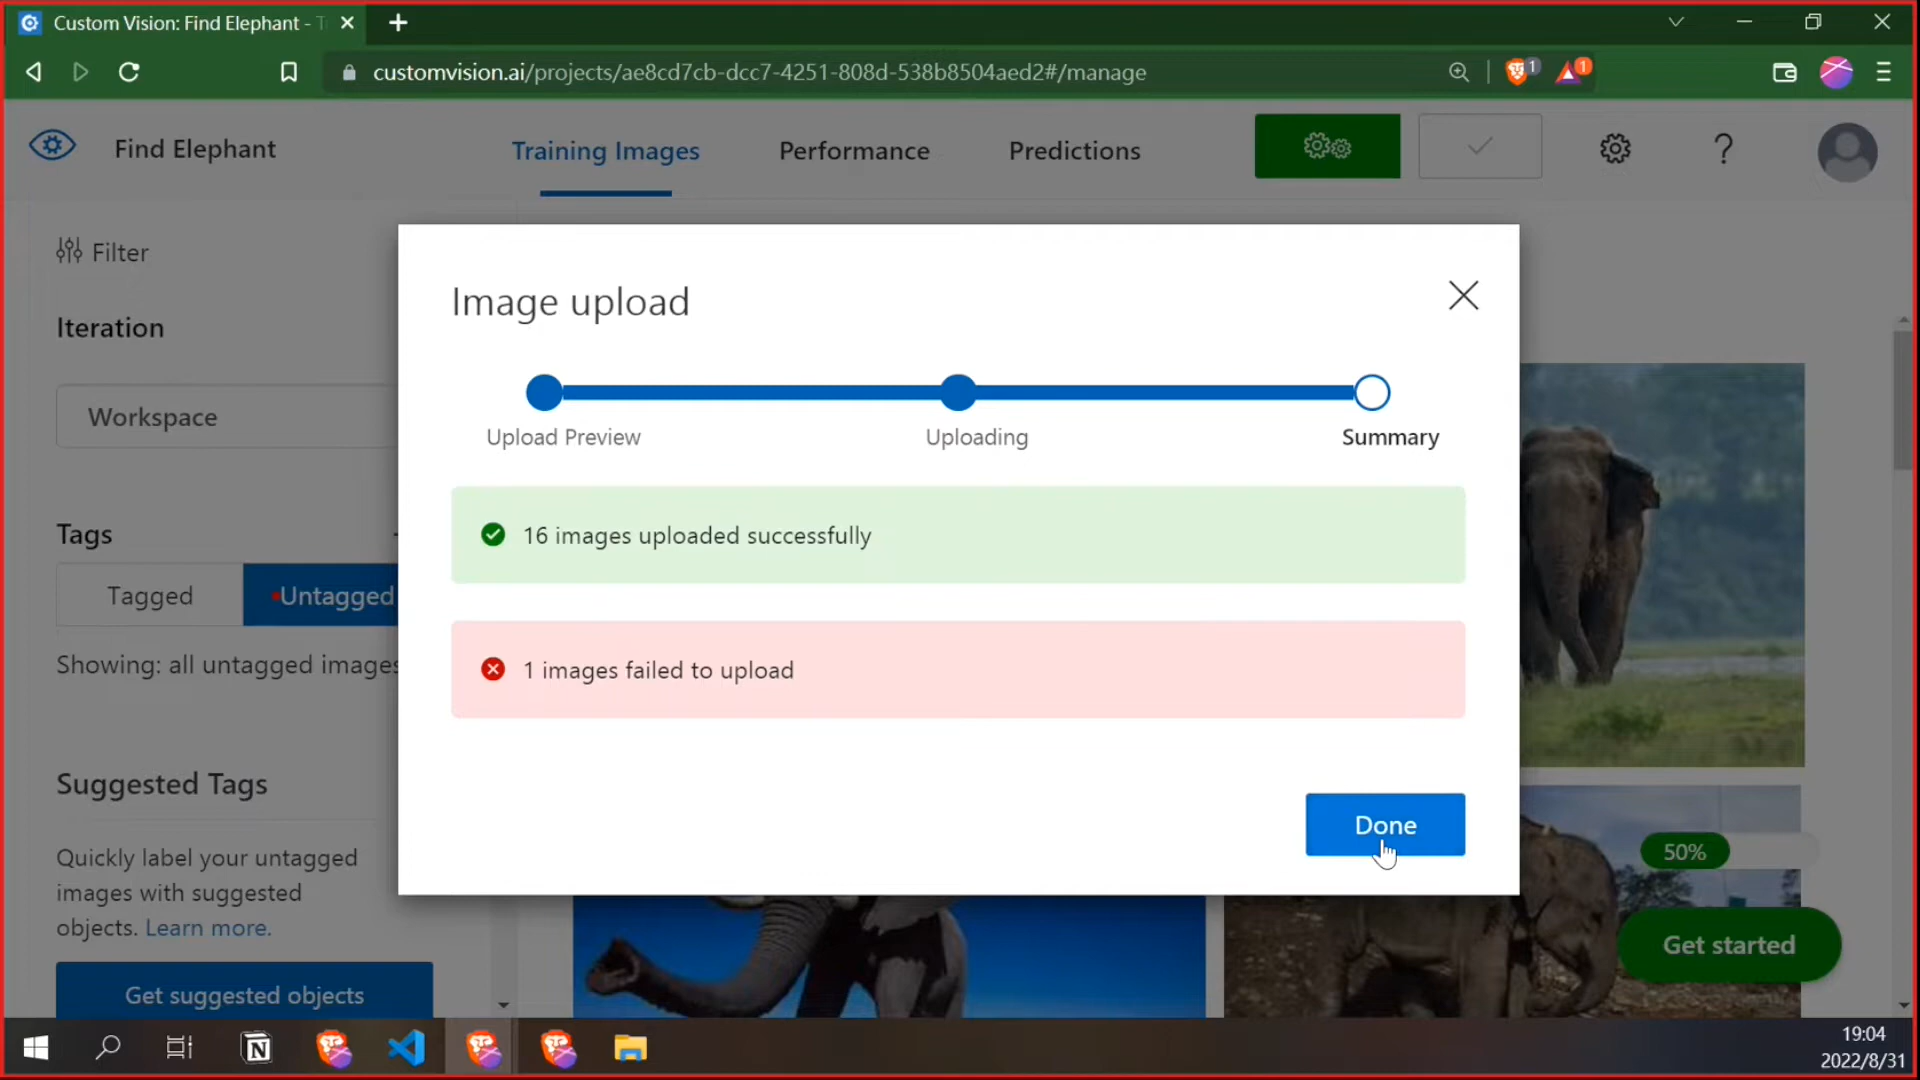 Custom Vision: Find Elephant - T
customvision.ai/projects/ae8cd7cb-dcc7-4251-808d-538b8504aed2#/manage
1
1
Find Elephant
Training Images
Performance
Predictions
?
Filter
Iteration
Workspace
Tags
Tagged
Untagged
Showing: all untagged images
Suggested Tags
Quickly label your untagged
images with suggested
objects. Learn more.
Get suggested objects
Image upload
Upload Preview
Uploading
Summary
16 images uploaded successfully
1 images failed to upload
Done
50%
Get started
19:04
2022/8/31